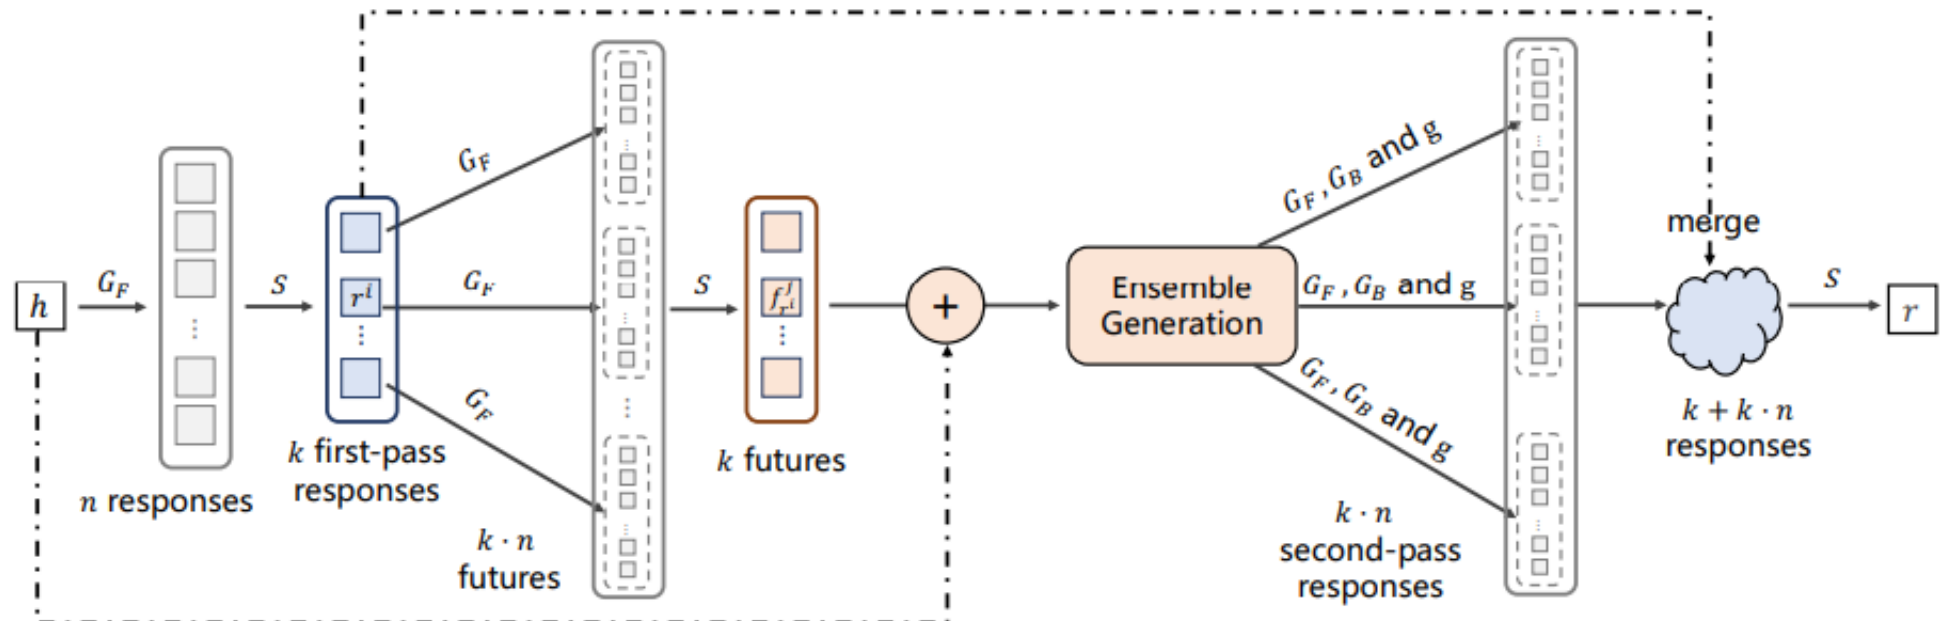 h
G_F
n responses
S
r^i
⋮
k first-pass
responses
G_F
G_F
G_F
k · n
futures
S
f_{r^i}^j
⋮
k futures
+
Ensemble
Generation
G_F , G_B and g
G_F , G_B and g
G_F , G_B and g
k · n
second-pass
responses
merge
k + k · n
responses
S
r